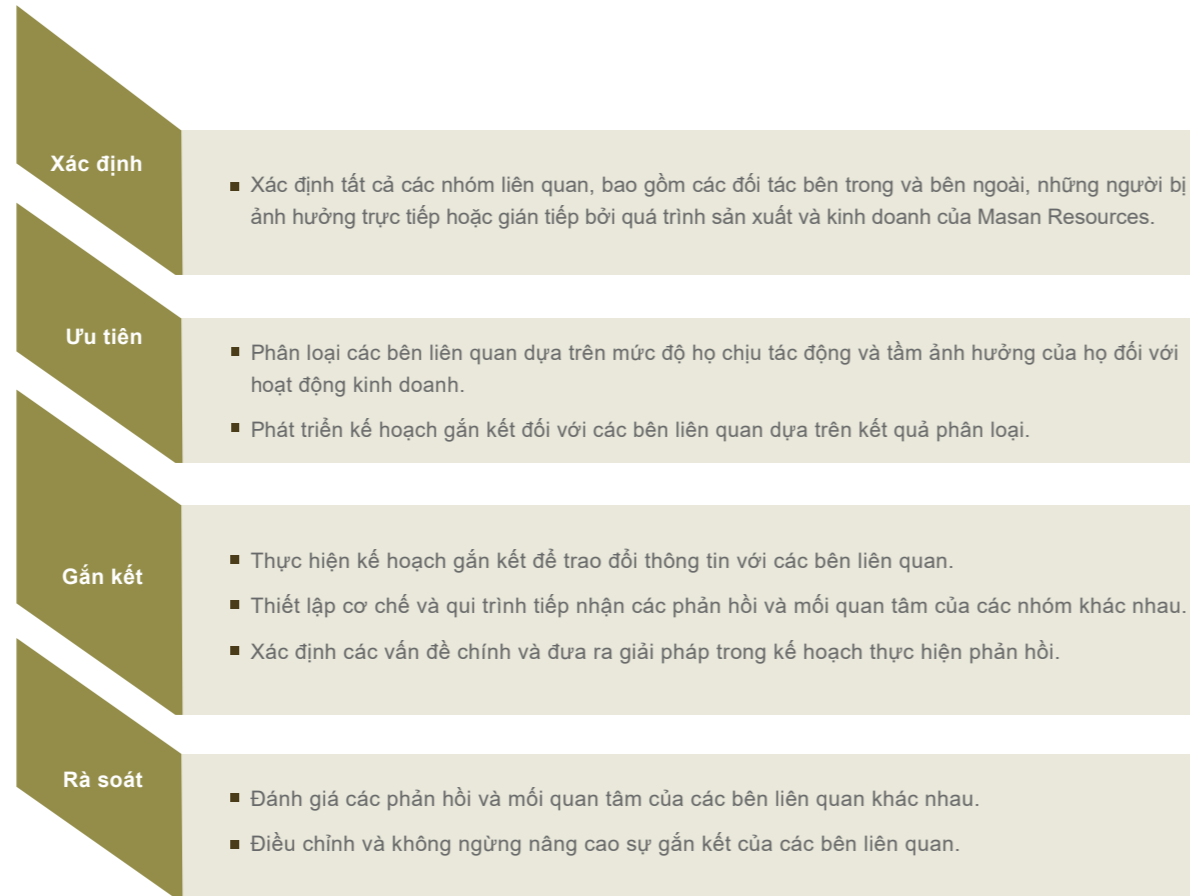 Xác định
■ Xác định tất cả các nhóm liên quan, bao gồm các đối tác bên trong và bên ngoài, những người bị
ảnh hưởng trực tiếp hoặc gián tiếp bởi quá trình sản xuất và kinh doanh của Masan Resources.
Ưu tiên
■ Phân loại các bên liên quan dựa trên mức độ họ chịu tác động và tầm ảnh hưởng của họ đối với
hoạt động kinh doanh.
■ Phát triển kế hoạch gắn kết đối với các bên liên quan dựa trên kết quả phân loại.
Gắn kết
■ Thực hiện kế hoạch gắn kết để trao đổi thông tin với các bên liên quan.
■ Thiết lập cơ chế và qui trình tiếp nhận các phản hồi và mối quan tâm của các nhóm khác nhau.
■ Xác định các vấn đề chính và đưa ra giải pháp trong kế hoạch thực hiện phản hồi.
Rà soát
■ Đánh giá các phản hồi và mối quan tâm của các bên liên quan khác nhau.
■ Điều chỉnh và không ngừng nâng cao sự gắn kết của các bên liên quan.